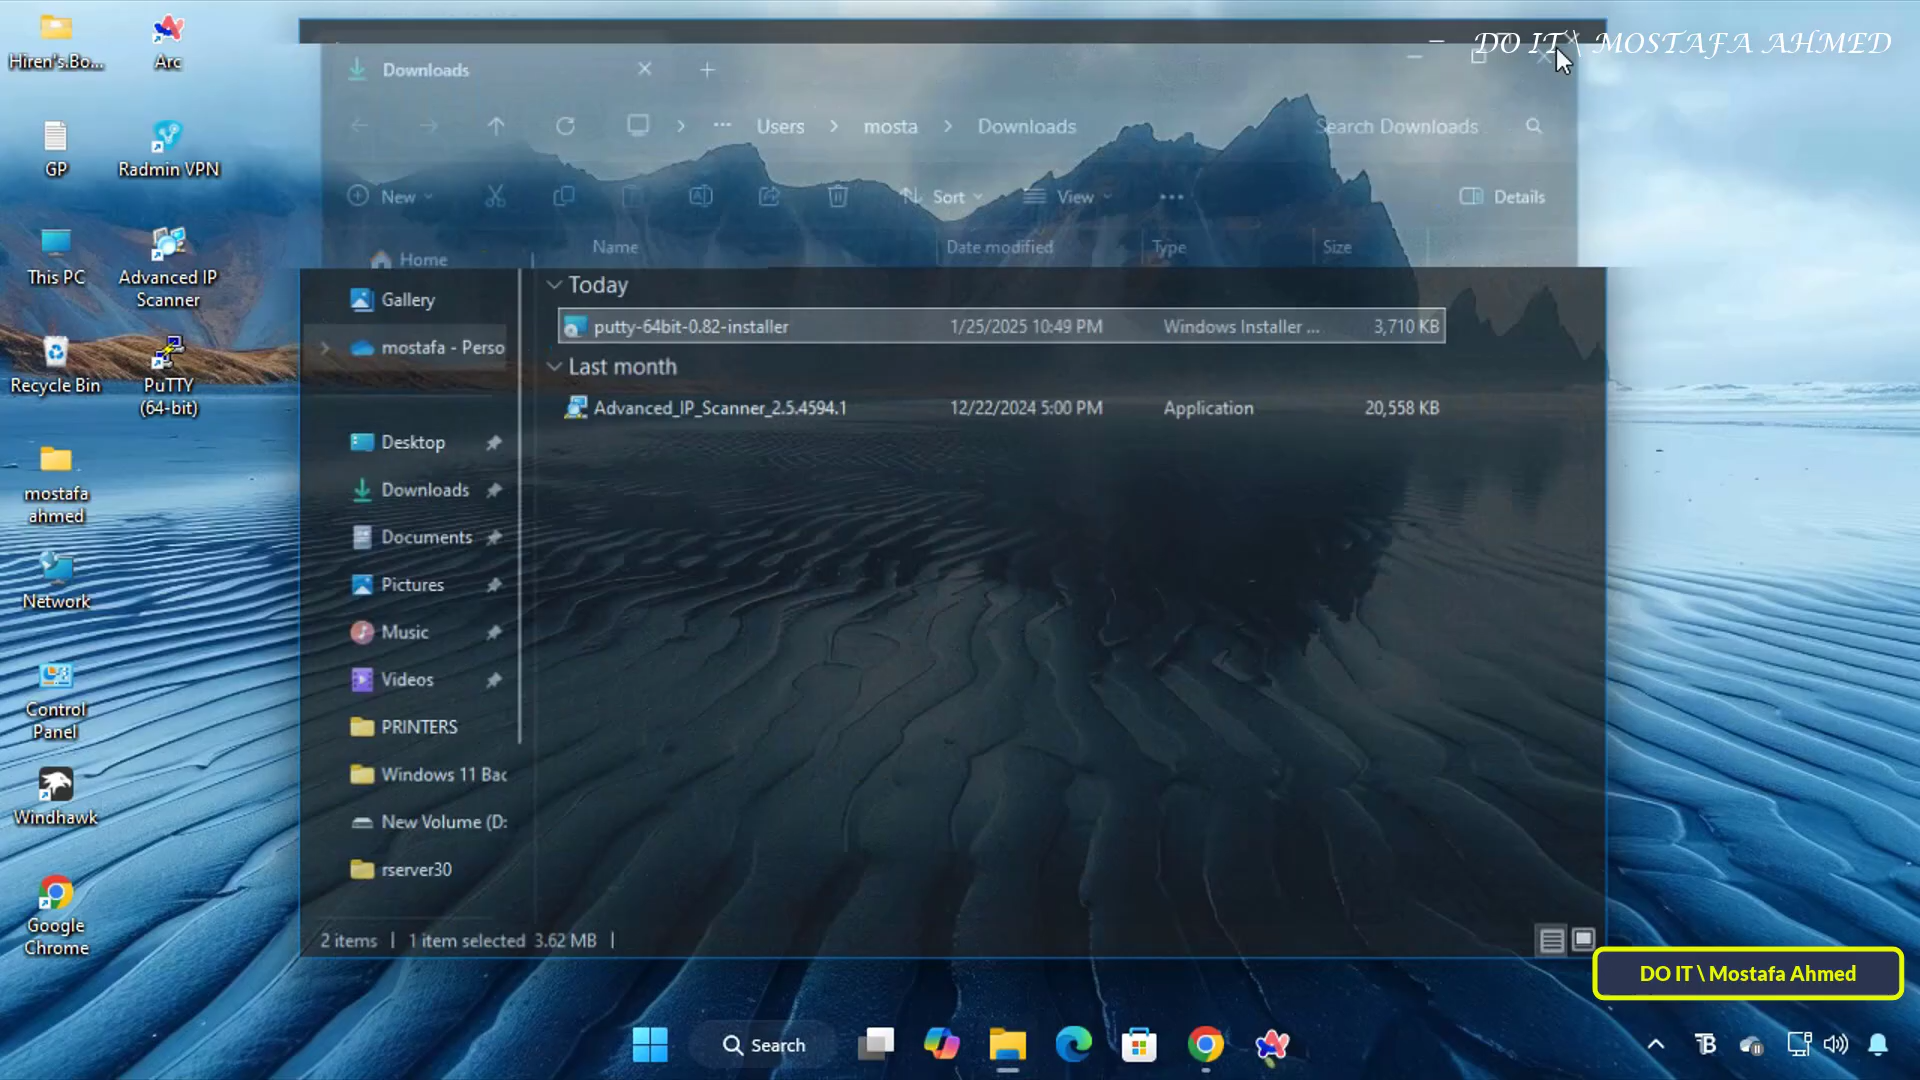 Hiren's.Bo...
Arc
GP
Radmin VPN
This PC
Advanced IP
Scanner
Recycle Bin
PuTTY
(64-bit)
mostafa
ahmed
Network
Control
Panel
Windhawk
Google
Chrome
DO IT \ MOSTAFA AHMED
Downloads
Users > mosta > Downloads
Search Downloads
New
Sort
View
Details
Home
Gallery
mostafa - Perso
Desktop
Downloads
Documents
Pictures
Music
Videos
PRINTERS
Windows 11 Bac
New Volume (D:
rserver30
Name Date modified Type Size
Today
putty-64bit-0.82-installer 1/25/2025 10:49 PM Windows Installer ... 3,710 KB
Last month
Advanced_IP_Scanner_2.5.4594.1 12/22/2024 5:00 PM Application 20,558 KB
2 items | 1 item selected 3.62 MB |
DO IT \ Mostafa Ahmed
Search